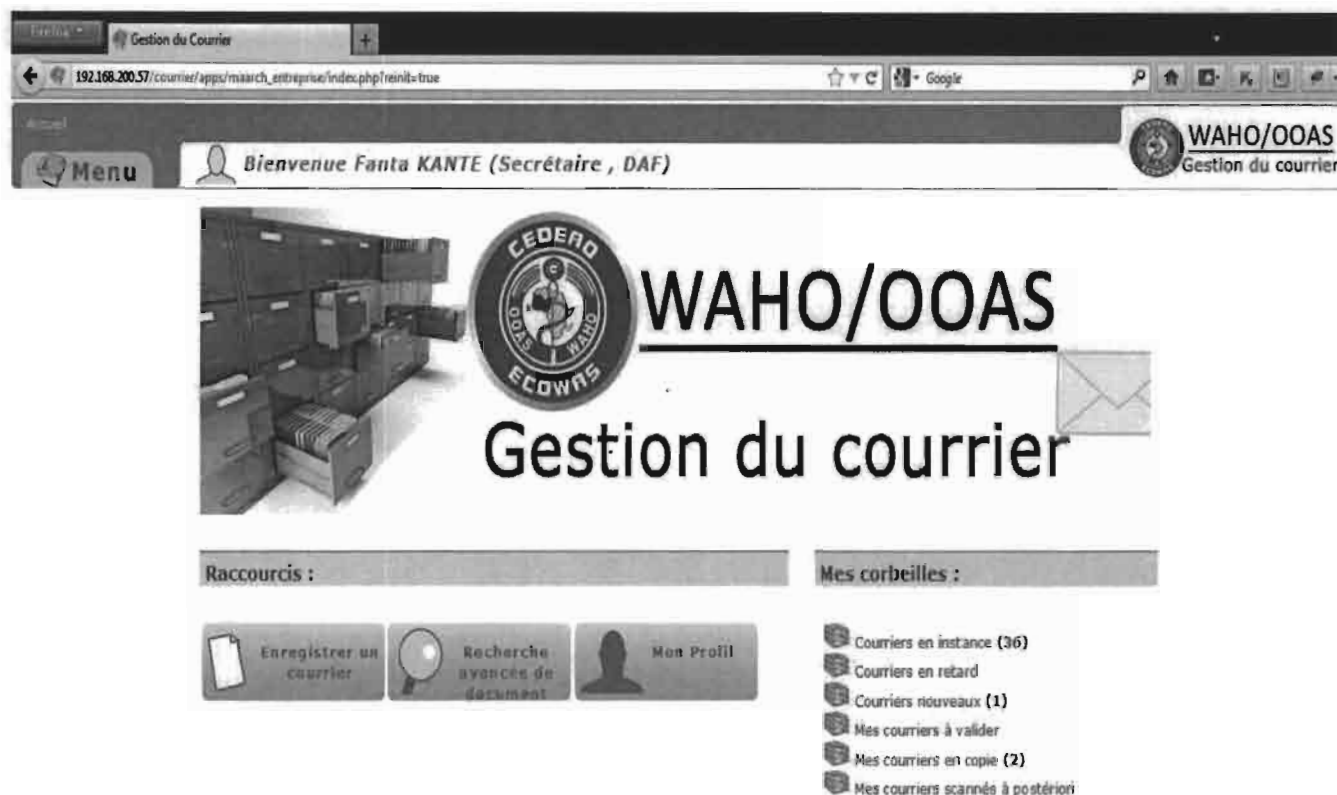 Firefox
Gestion du Courrier
+
192.168.200.57/courrier/apps/maarch_entreprise/index.php?reinit=true
Google
Accueil
Menu
Bienvenue Fanta KANTE (Secrétaire , DAF)
WAHO/OOAS
Gestion du courrier
CEDEAO
OOAS WAHO
ECOWAS
WAHO/OOAS
Gestion du courrier
Raccourcis :
Mes corbeilles :
Enregistrer un
courrier
Recherche
avancée de
document
Mon Profil
Courriers en instance (36)
Courriers en retard
Courriers nouveaux (1)
Mes courriers à valider
Mes courriers en copie (2)
Mes courriers scannés à postériori